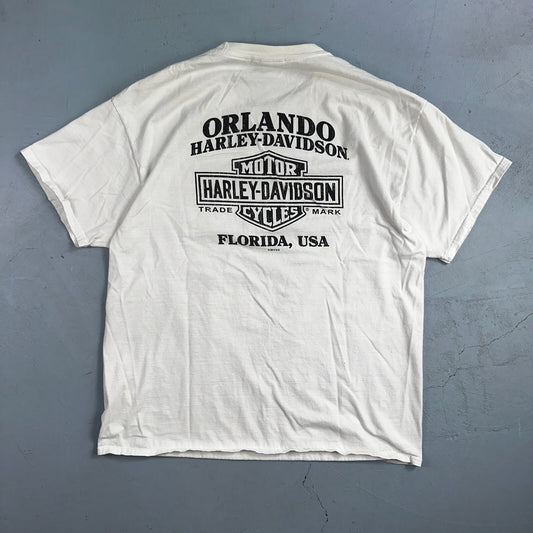 ORLANDO
HARLEY-DAVIDSON
MOTOR
HARLEY-DAVIDSON
TRADE MARK
CYCLES
FLORIDA, USA